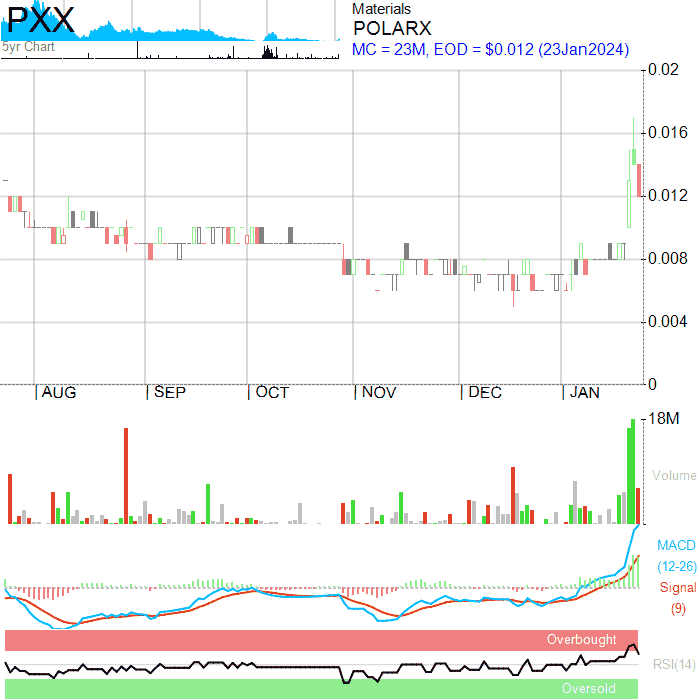 PXX
5yr Chart
Materials
POLARX
MC = 23M, EOD = $0.012 (23Jan2024)
0.02
0.016
0.012
0.008
0.004
0
AUG
SEP
OCT
NOV
DEC
JAN
18M
Volume
MACD
(12-26)
Signal
(9)
Overbought
RSI(14)
Oversold